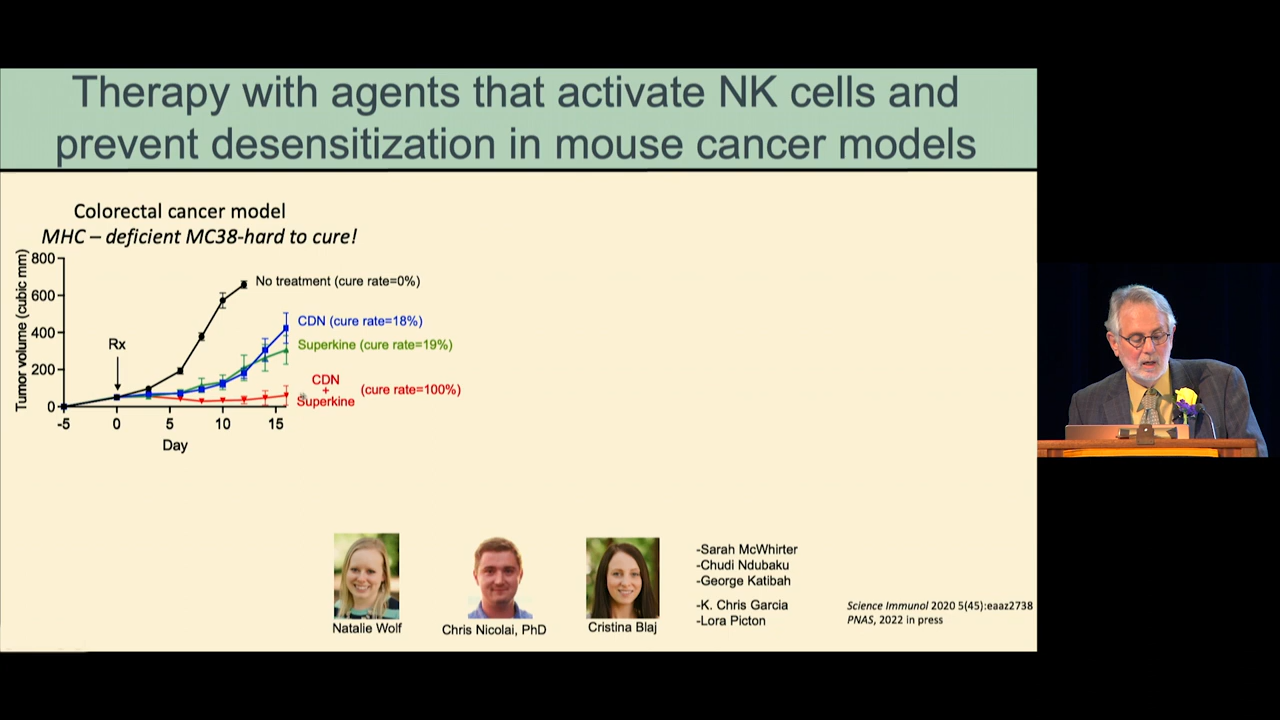 Therapy with agents that activate NK cells and
prevent desensitization in mouse cancer models
Colorectal cancer model
MHC – deficient MC38-hard to cure!
Tumor volume (cubic mm)
800
600
400
200
0
Rx
No treatment (cure rate=0%)
CDN (cure rate=18%)
Superkine (cure rate=19%)
CDN
+
Superkine
(cure rate=100%)
-5 0 5 10 15
Day
Natalie Wolf
Chris Nicolai, PhD
Cristina Blaj
-Sarah McWhirter
-Chudi Ndubaku
-George Katibah
-K. Chris Garcia
-Lora Picton
Science Immunol 2020 5(45):eaaz2738
PNAS, 2022 in press